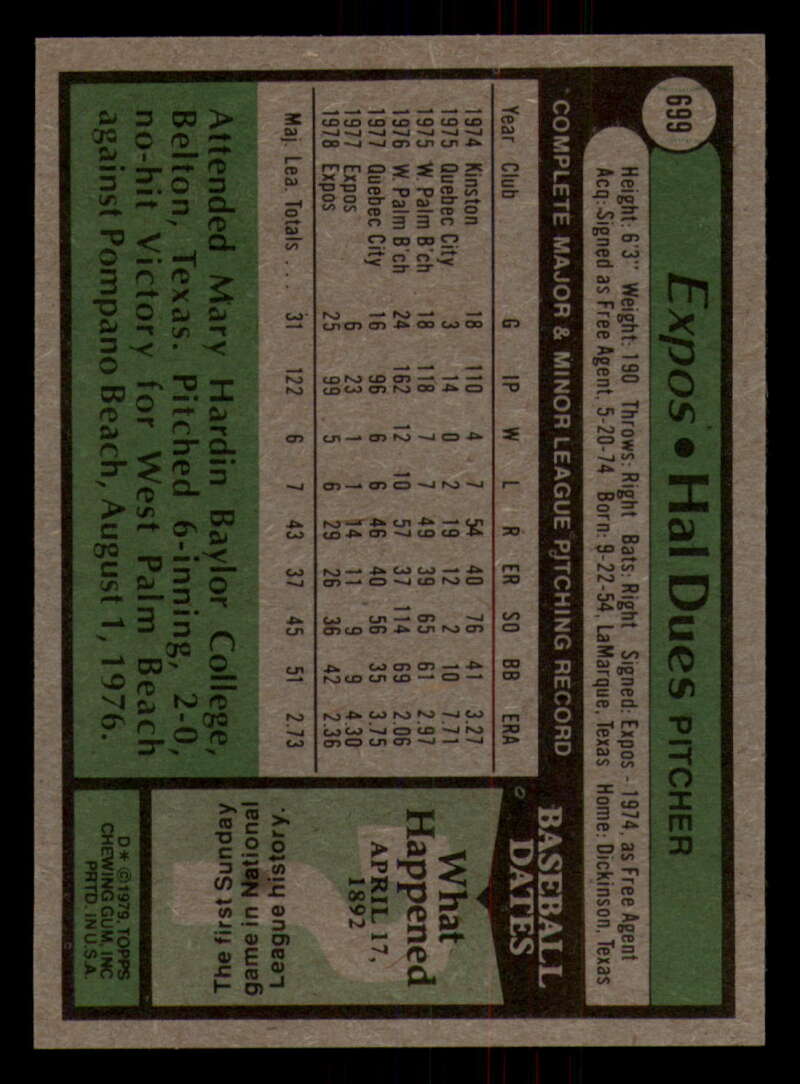 699
Expos • Hal Dues PITCHER
Height: 6'3" Weight: 190 Throws: Right Bats: Right Signed: Expos - 1974, as Free Agent
Acq: Signed as Free Agent, 5-20-74 Born: 9-22-54, LaMarque, Texas Home: Dickinson, Texas
COMPLETE MAJOR & MINOR LEAGUE PITCHING RECORD
Year Club G IP W L R ER SO BB ERA
1974 Kinston 18 110 4 7 54 40 76 41 3.27
1975 Quebec City 3 14 0 2 19 12 2 10 7.71
1975 W. Palm B'ch 18 118 7 7 49 39 65 61 2.97
1976 W. Palm B'ch 24 162 12 10 57 37 114 69 2.06
1977 Quebec City 16 96 6 6 46 40 56 35 3.75
1977 Expos 6 23 1 1 14 11 9 9 4.30
1978 Expos 25 99 5 6 29 26 36 42 2.36
Maj. Lea. Totals . . . 31 122 6 7 43 37 45 51 2.73
Attended Mary Hardin Baylor College,
Belton, Texas. Pitched 6-inning, 2-0,
no-hit Victory for West Palm Beach
against Pompano Beach, August 1, 1976.
BASEBALL
DATES
What
Happened
APRIL 17,
1892
The first Sunday
game in National
League history.
D* © 1979, TOPPS
CHEWING GUM, INC
PRTD. IN U.S.A.